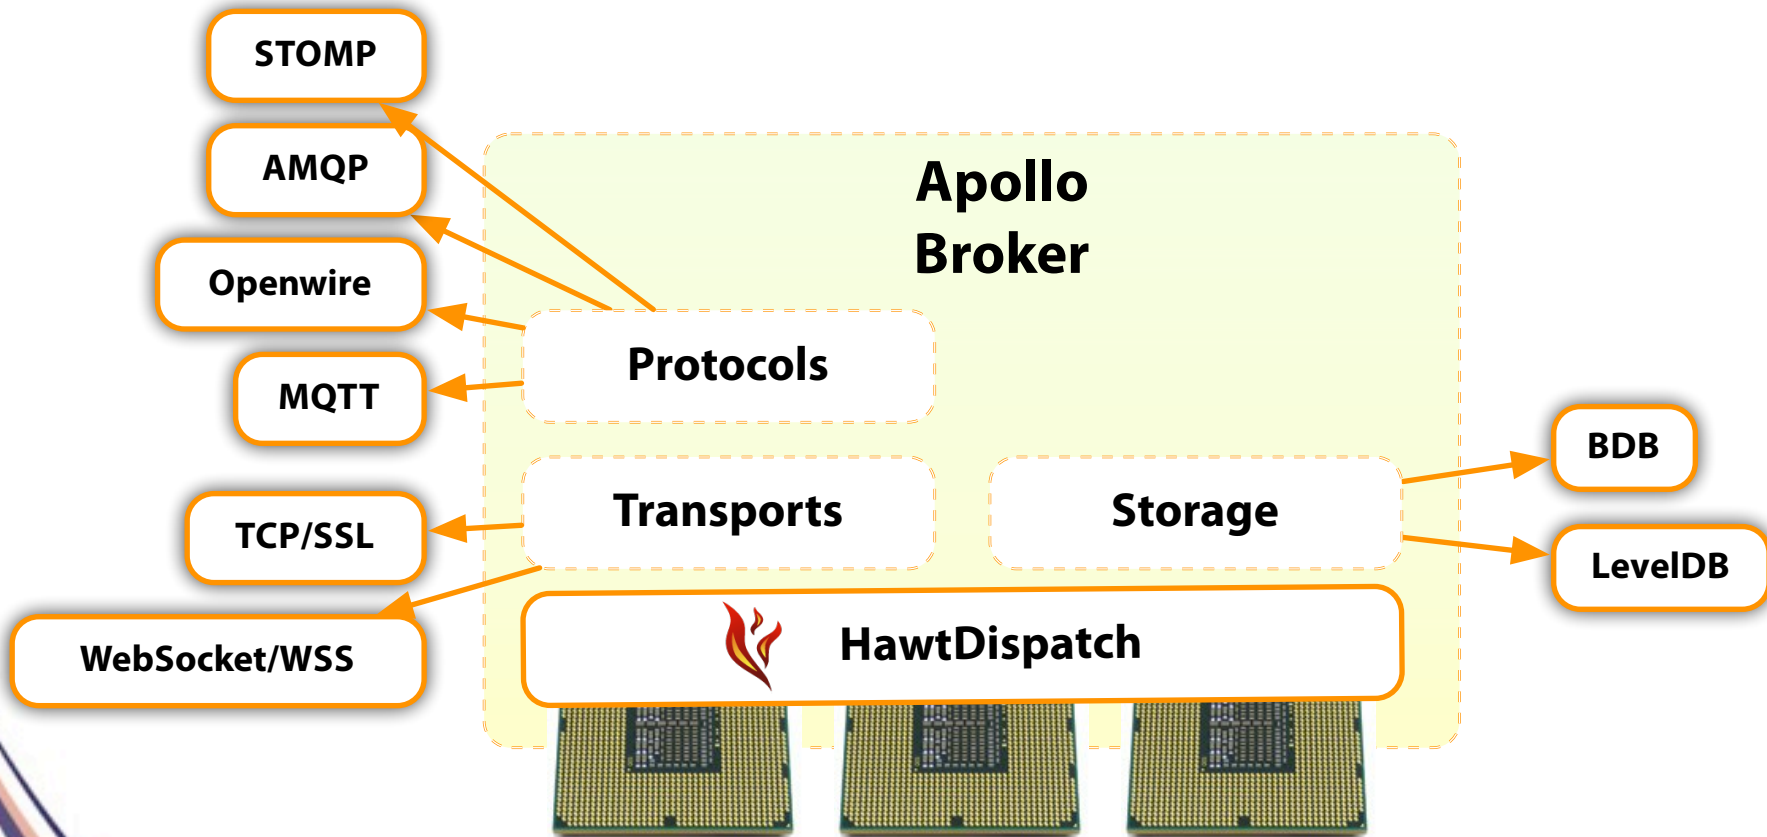 STOMP
AMQP
Openwire
MQTT
TCP/SSL
WebSocket/WSS
Apollo
Broker
Protocols
Transports
Storage
HawtDispatch
BDB
LevelDB